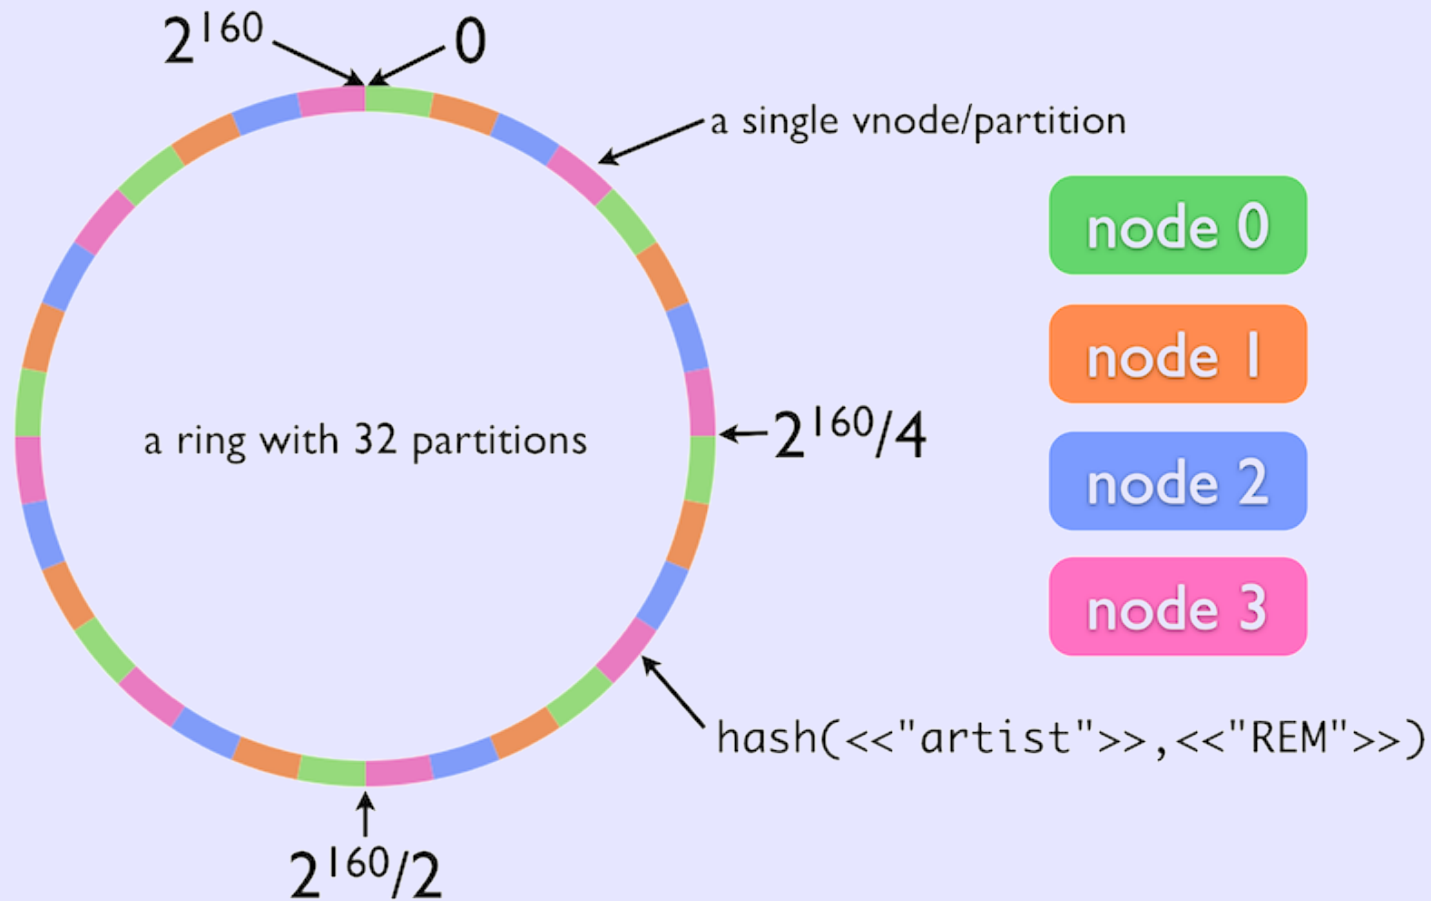 2¹⁶⁰
0
a single vnode/partition
node 0
node 1
a ring with 32 partitions
2¹⁶⁰/4
node 2
node 3
hash(<<"artist">>,<<"REM">>)
2¹⁶⁰/2